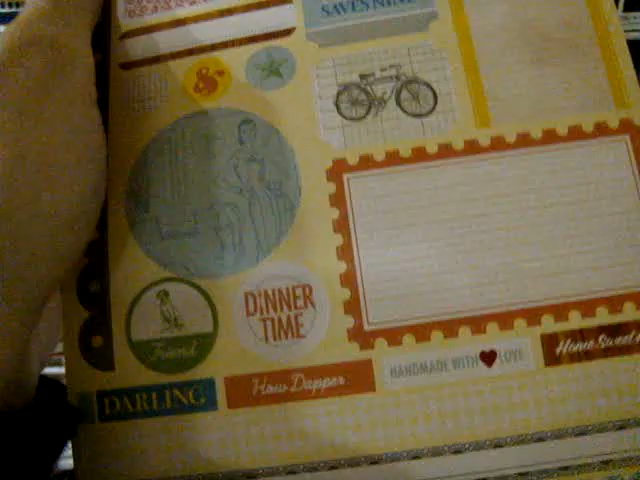 SAVES NINE
&
DINNER
TIME
Friend
HANDMADE WITH LOVE
Home Sweet
How Dapper
DARLING